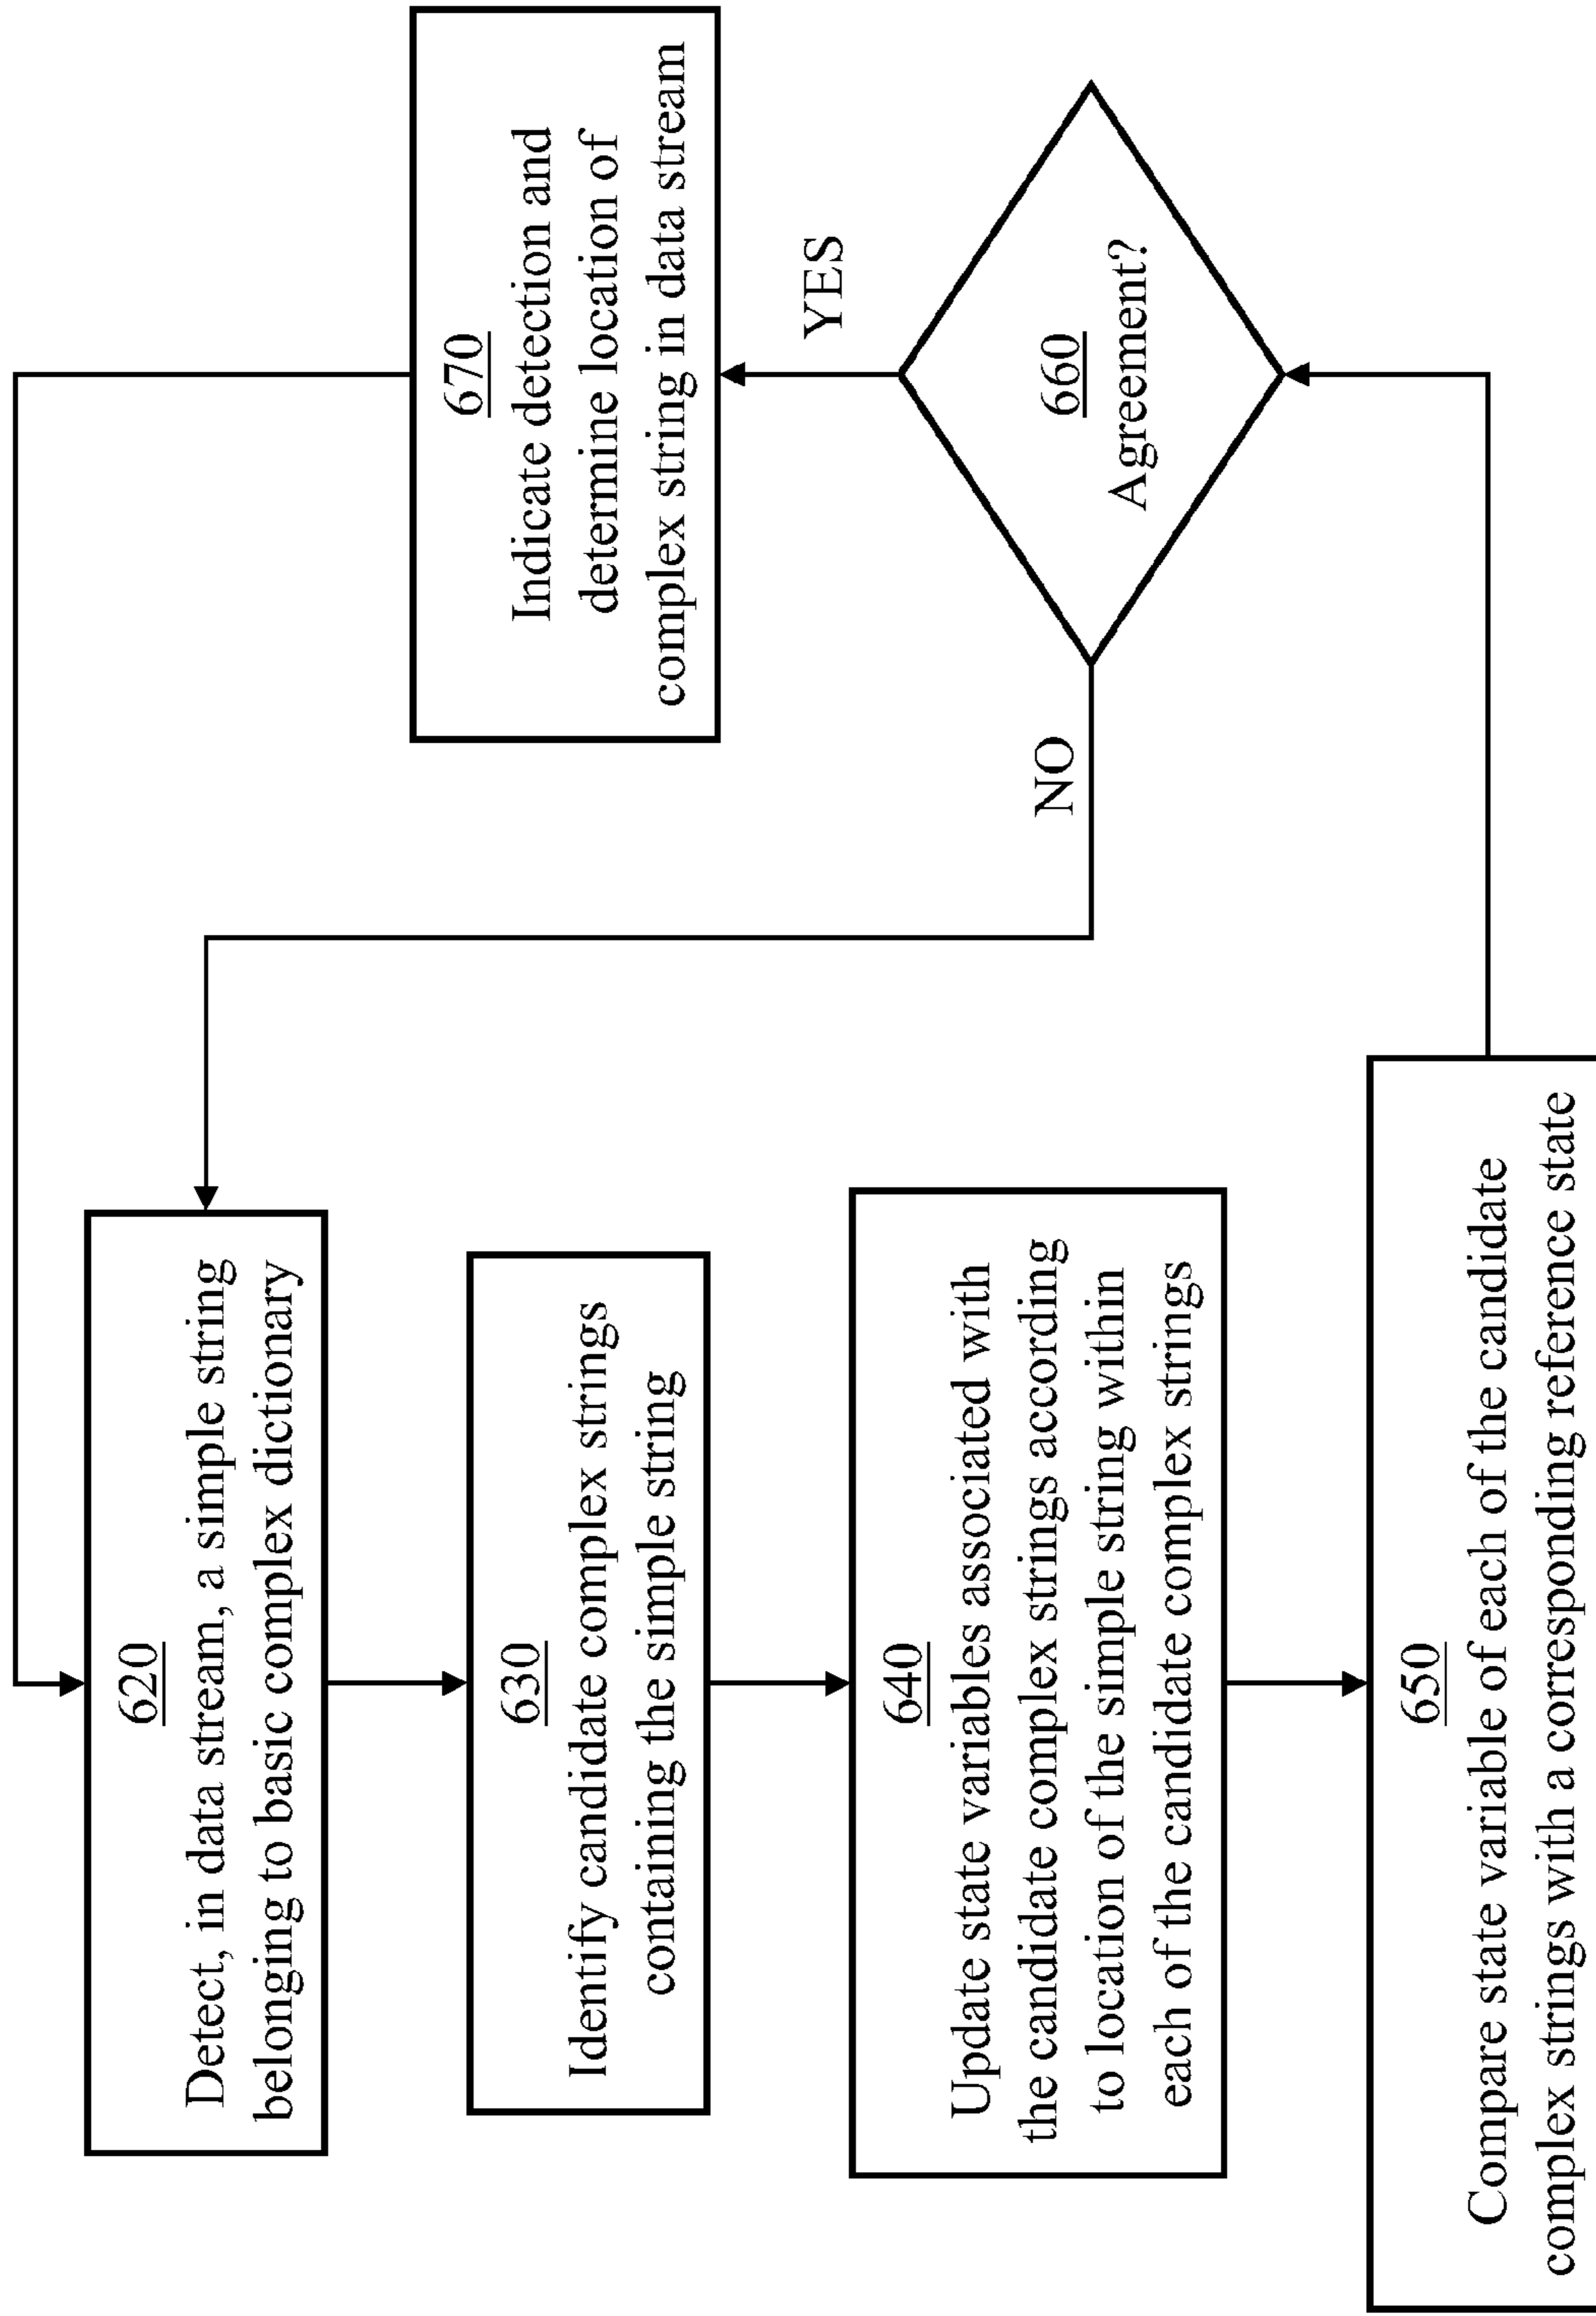 620
Detect, in data stream, a simple string
belonging to basic complex dictionary
630
Identify candidate complex strings
containing the simple string
640
Update state variables associated with
the candidate complex strings according
to location of the simple string within
each of the candidate complex strings
650
Compare state variable of each of the candidate
complex strings with a corresponding reference state
660
Agreement?
NO
YES
670
Indicate detection and
determine location of
complex string in data stream